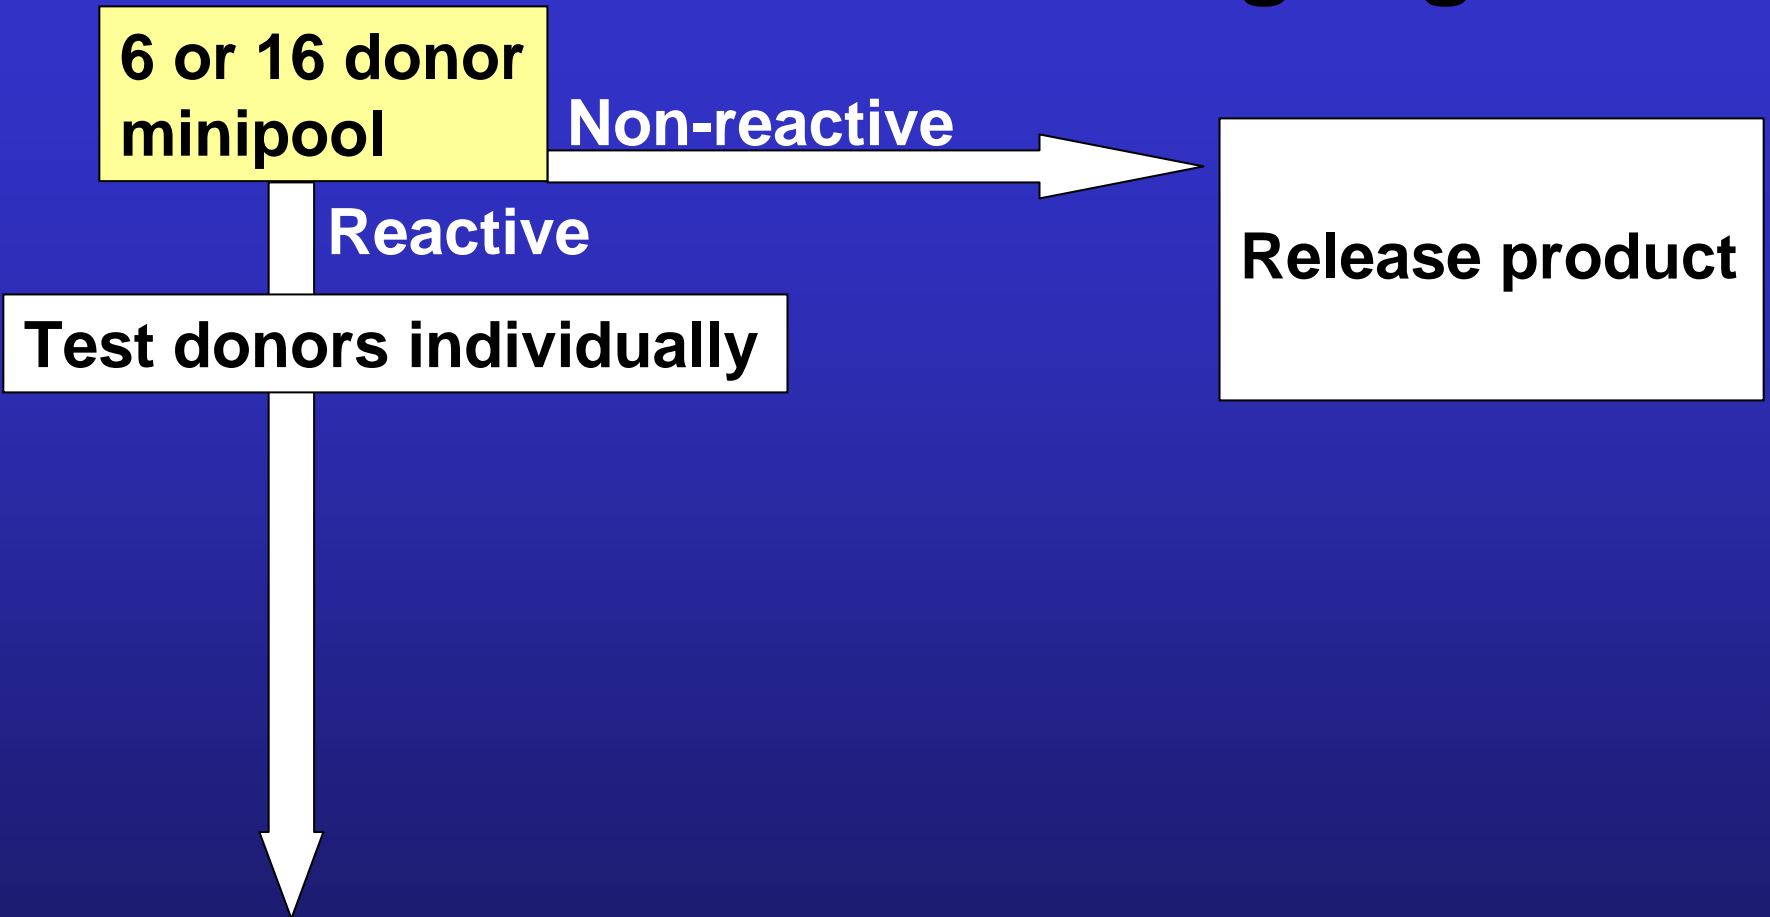 6 or 16 donor
minipool
Non-reactive
Reactive
Release product
Test donors individually